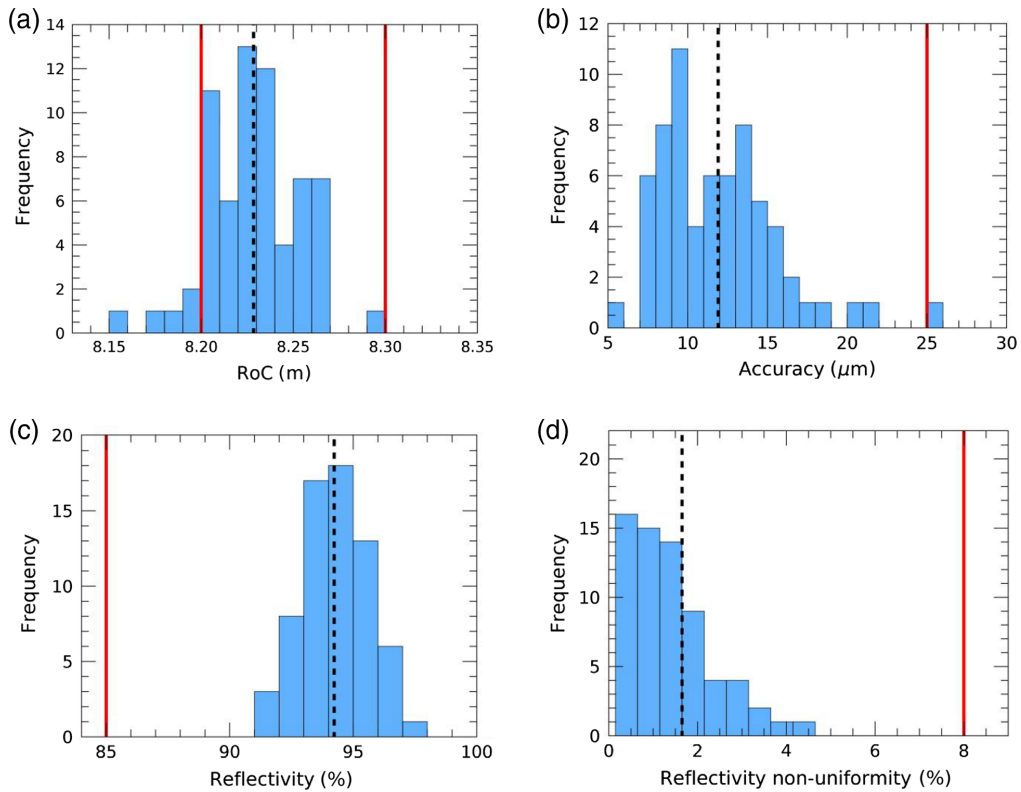 (a)
14
12
10
8
6
4
2
0
Frequency
8.15 8.20 8.25 8.30 8.35
RoC (m)
(b)
12
10
8
6
4
2
0
Frequency
5 10 15 20 25 30
Accuracy (μm)
(c)
20
15
10
5
0
Frequency
85 90 95 100
Reflectivity (%)
(d)
20
15
10
5
0
Frequency
0 2 4 6 8
Reflectivity non-uniformity (%)